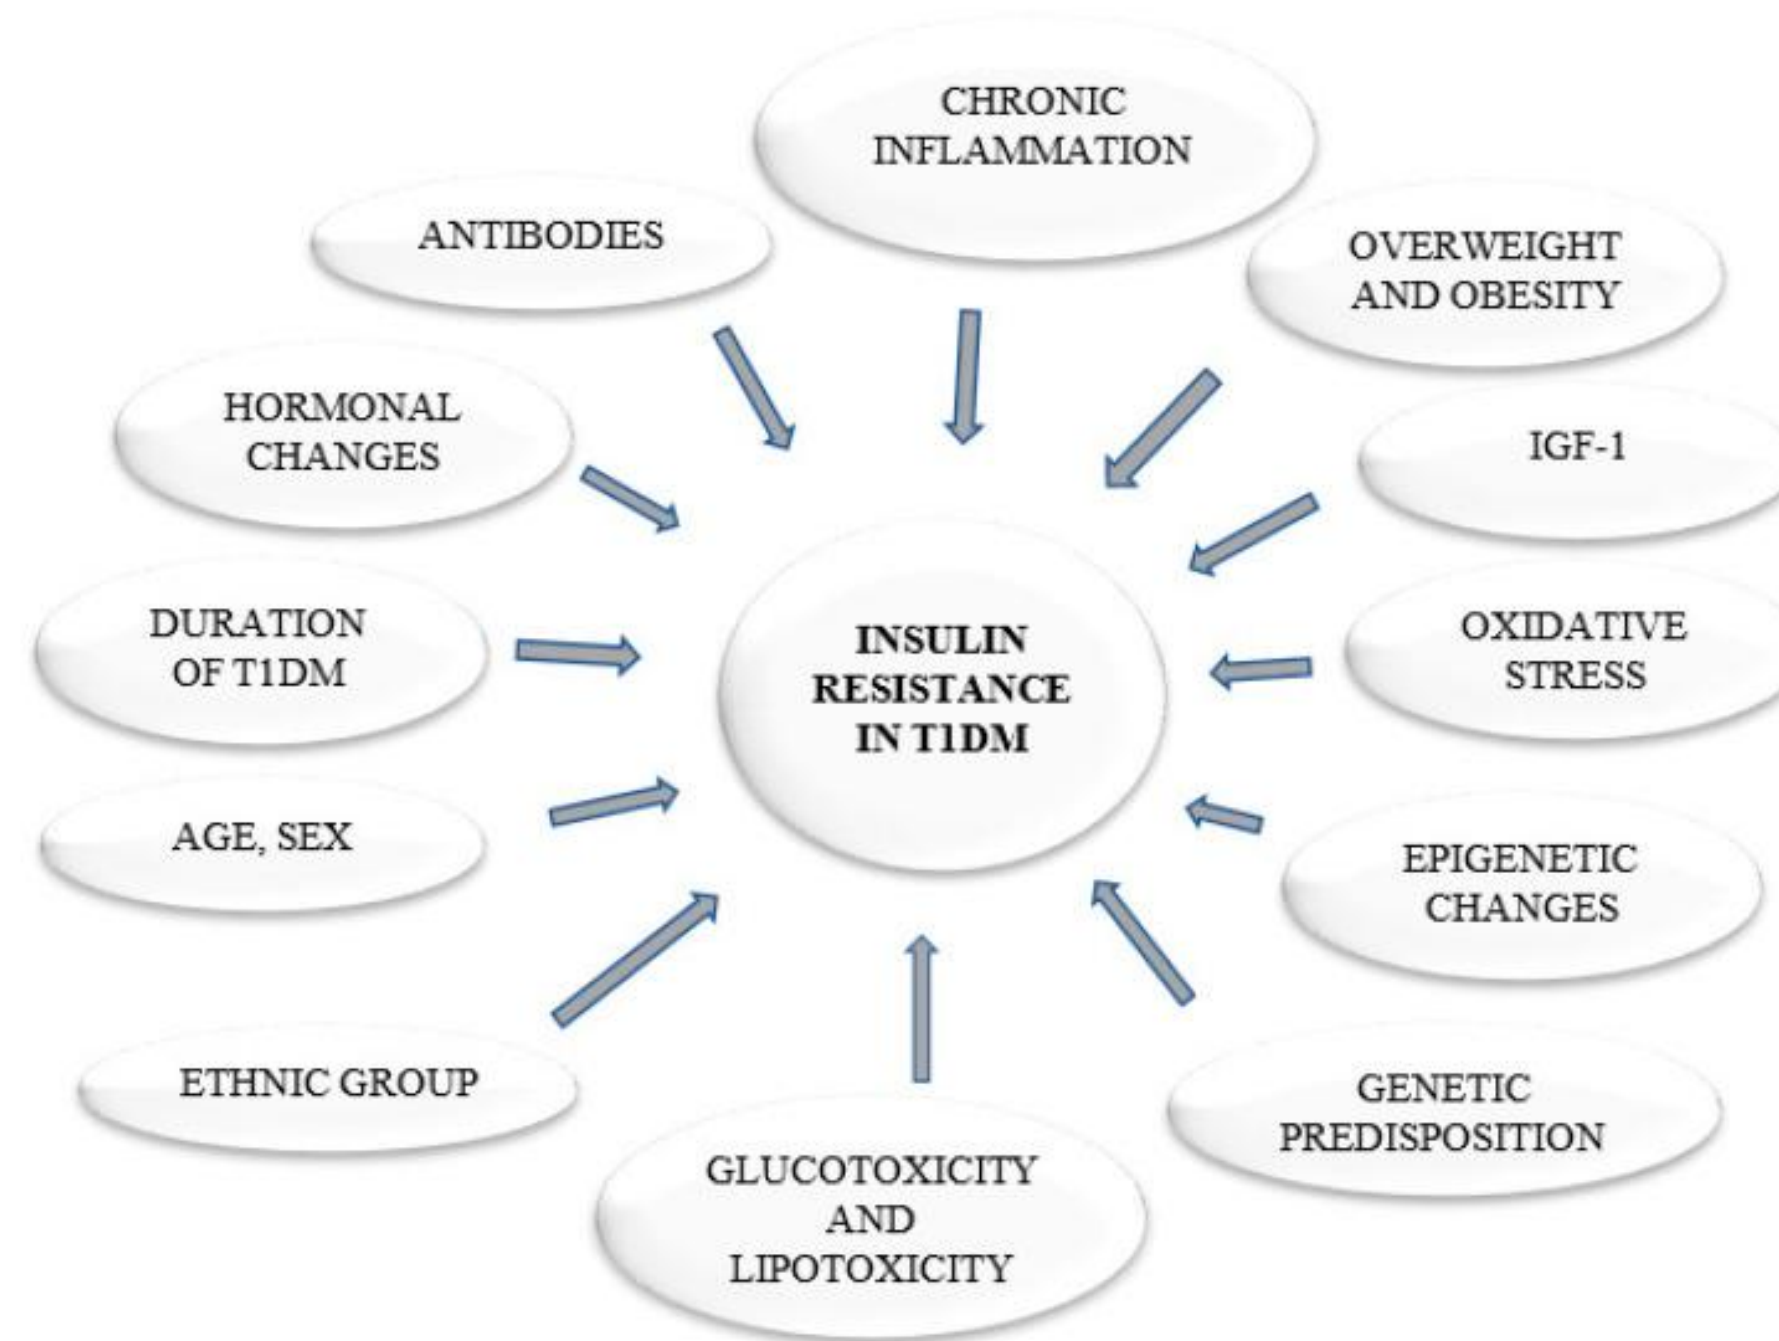 CHRONIC
INFLAMMATION
ANTIBODIES
OVERWEIGHT
AND OBESITY
HORMONAL
CHANGES
IGF-1
DURATION
OF T1DM
INSULIN
RESISTANCE
IN T1DM
OXIDATIVE
STRESS
AGE, SEX
EPIGENETIC
CHANGES
ETHNIC GROUP
GENETIC
PREDISPOSITION
GLUCOTOXICITY
AND
LIPOTOXICITY